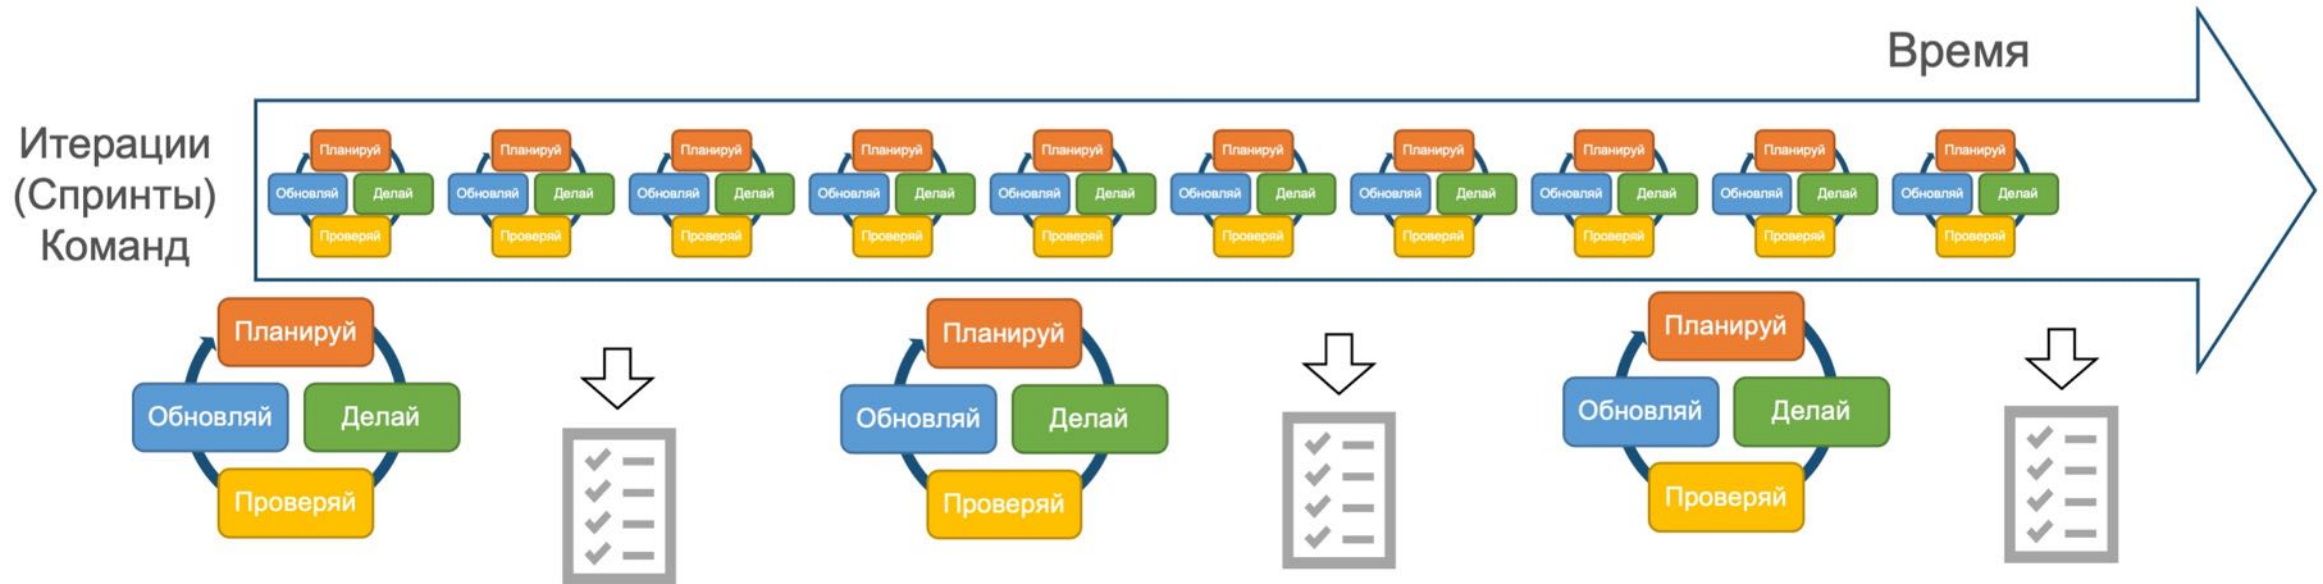 Время
Итерации
(Спринты)
Команд
Планируй
Обновляй
Делай
Проверяй
Планируй
Обновляй
Делай
Проверяй
Планируй
Обновляй
Делай
Проверяй
Планируй
Обновляй
Делай
Проверяй
Планируй
Обновляй
Делай
Проверяй
Планируй
Обновляй
Делай
Проверяй
Планируй
Обновляй
Делай
Проверяй
Планируй
Обновляй
Делай
Проверяй
Планируй
Обновляй
Делай
Проверяй
Планируй
Обновляй
Делай
Проверяй
Планируй
Обновляй
Делай
Проверяй
Планируй
Обновляй
Делай
Проверяй
Планируй
Обновляй
Делай
Проверяй